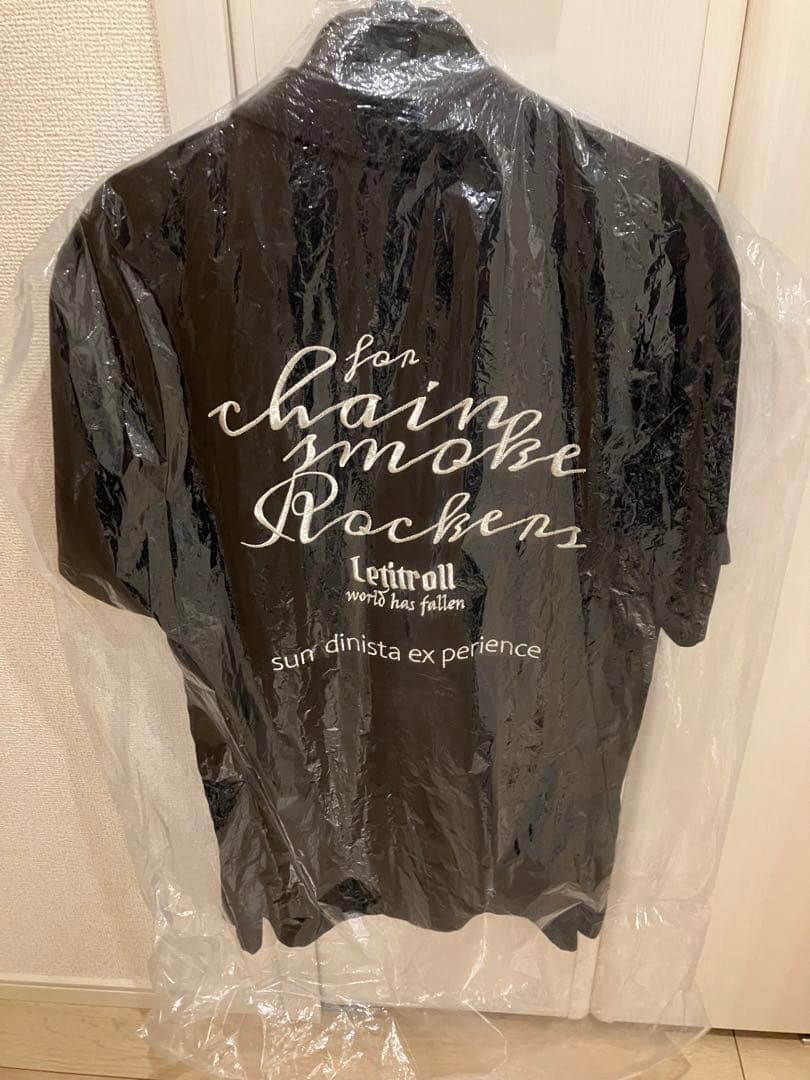 for
chain
smoke
Rockers
Letitroll
world has fallen
sun dinista ex perience